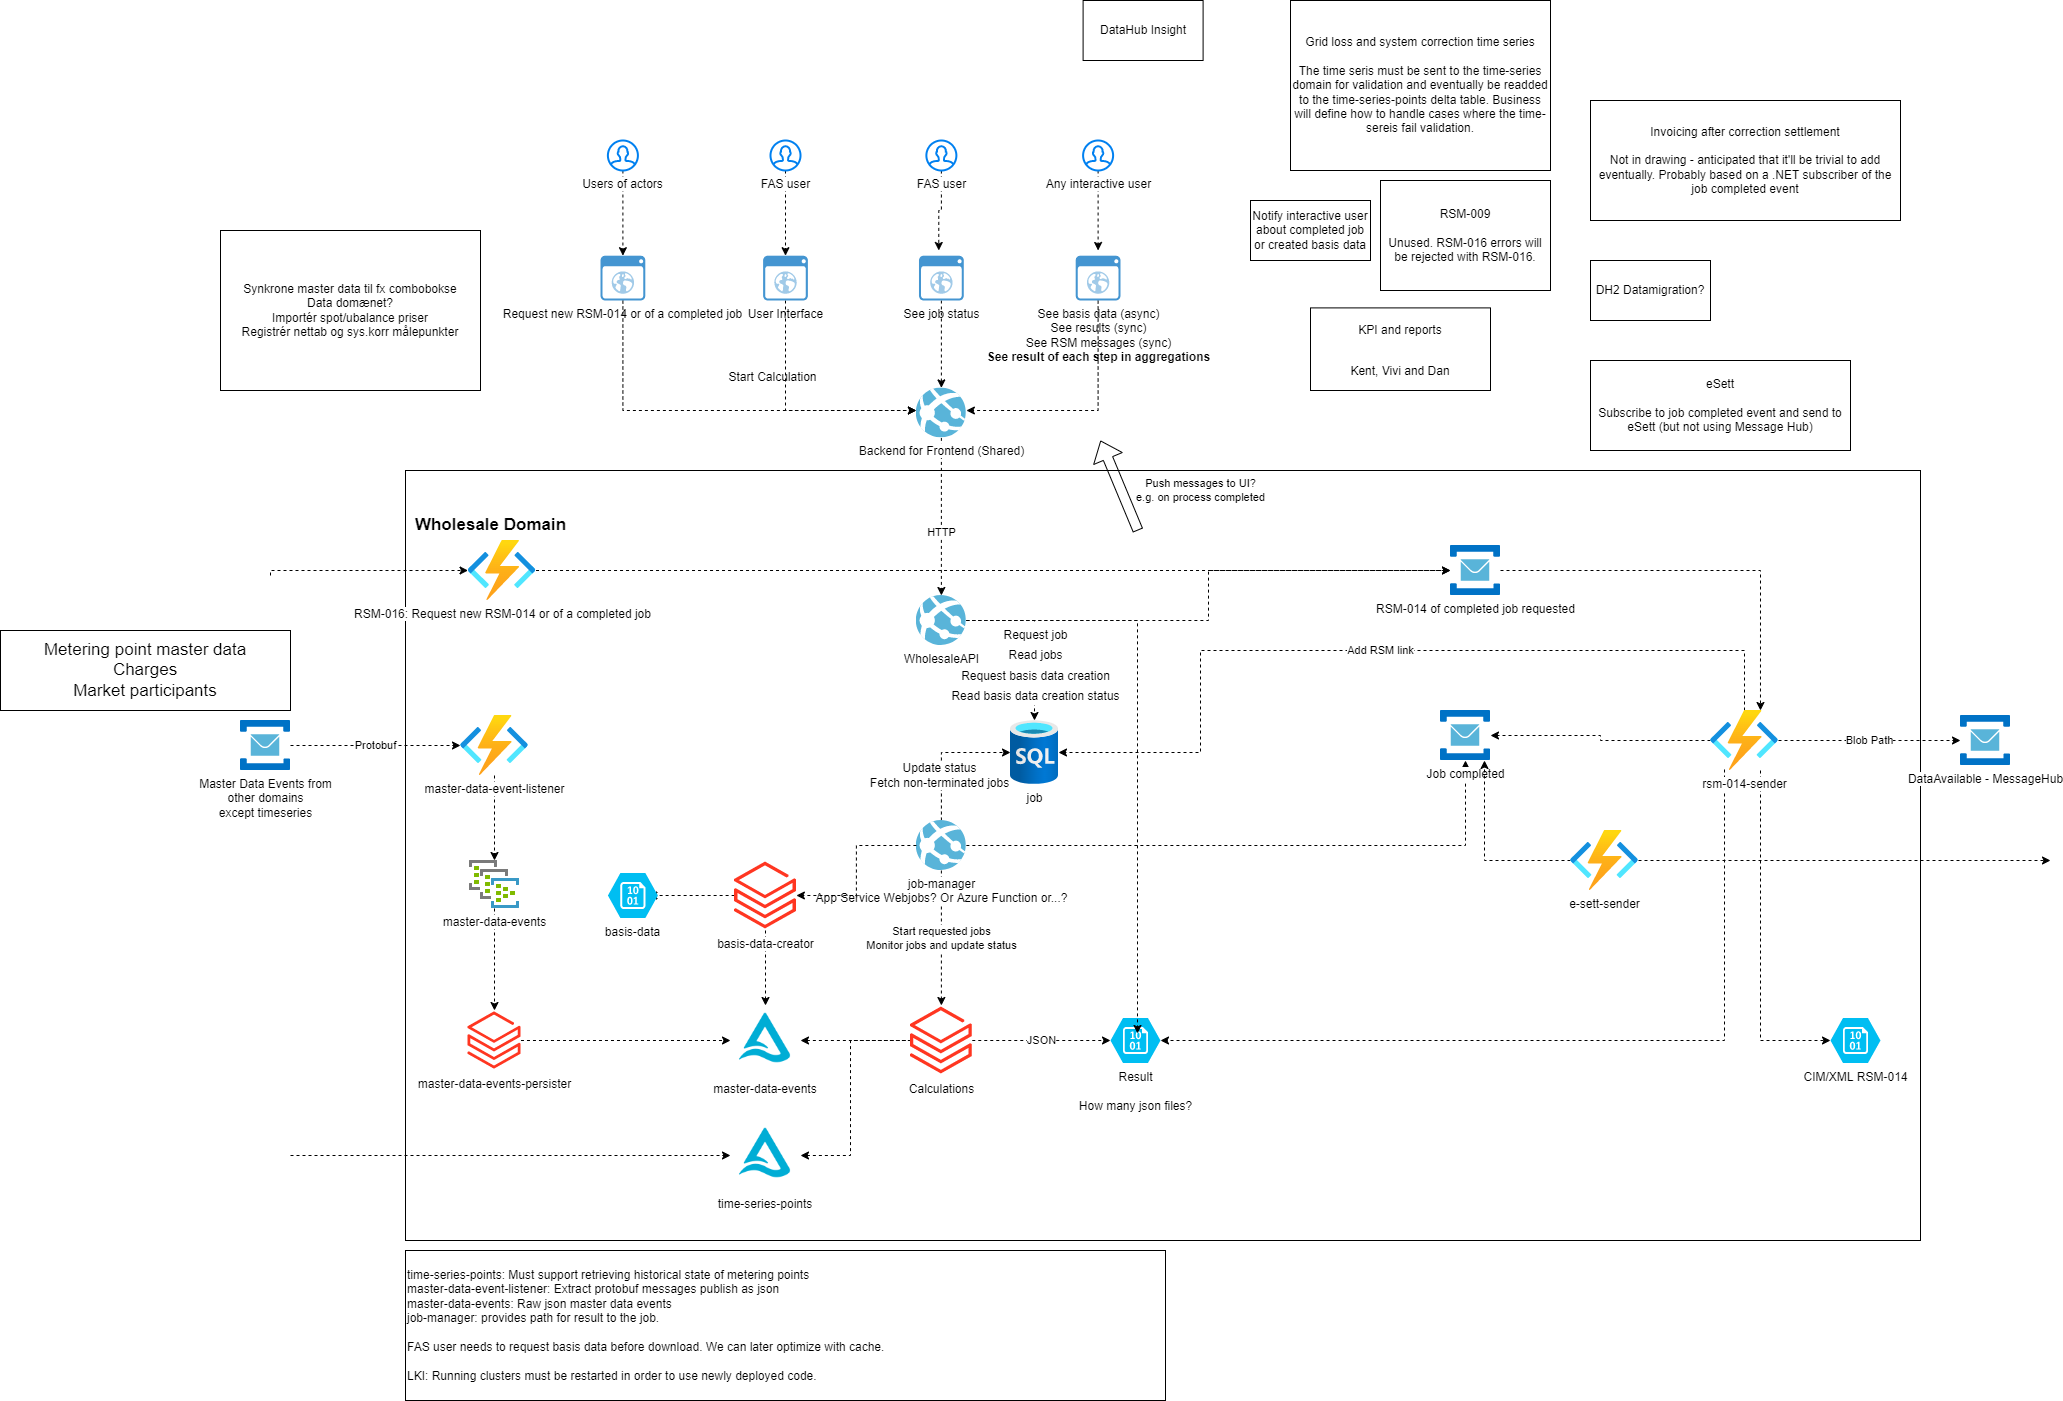 DataHub Insight
Grid loss and system correction time series
The time seris must be sent to the time-series
domain for validation and eventually be readded
to the time-series-points delta table. Business
will define how to handle cases where the time-
sereis fail validation.
Invoicing after correction settlement
Not in drawing - anticipated that it'll be trivial to add
eventually. Probably based on a .NET subscriber of the
job completed event
Users of actors
FAS user
FAS user
Any interactive user
Notify interactive user
about completed job
or created basis data
RSM-009
Unused. RSM-016 errors will
be rejected with RSM-016.
Synkrone master data til fx combobokse
Data domænet?
Importér spot/ubalance priser
Registrér nettab og sys.korr målepunkter
DH2 Datamigration?
Request new RSM-014 or of a completed job
User Interface
See job status
See basis data (async)
See results (sync)
See RSM messages (sync)
See result of each step in aggregations
KPI and reports
Kent, Vivi and Dan
Start Calculation
eSett
Subscribe to job completed event and send to
eSett (but not using Message Hub)
Backend for Frontend (Shared)
Push messages to UI?
e.g. on process completed
Wholesale Domain
HTTP
RSM-016: Request new RSM-014 or of a completed job
RSM-014 of completed job requested
Metering point master data
Charges
Market participants
WholesaleAPI
Request job
Read jobs
Request basis data creation
Read basis data creation status
Add RSM link
Protobuf
Master Data Events from
other domains
except timeseries
master-data-event-listener
SQL
job
Update status
Fetch non-terminated jobs
Job completed
rsm-014-sender
Blob Path
DataAvailable - MessageHub
master-data-events
10
01
basis-data
basis-data-creator
job-manager
App Service Webjobs? Or Azure Function or...?
Start requested jobs
Monitor jobs and update status
e-sett-sender
master-data-events-persister
master-data-events
Calculations
JSON
10
01
Result
How many json files?
10
01
CIM/XML RSM-014
time-series-points
time-series-points: Must support retrieving historical state of metering points
master-data-event-listener: Extract protobuf messages publish as json
master-data-events: Raw json master data events
job-manager: provides path for result to the job.
FAS user needs to request basis data before download. We can later optimize with cache.
LKI: Running clusters must be restarted in order to use newly deployed code.